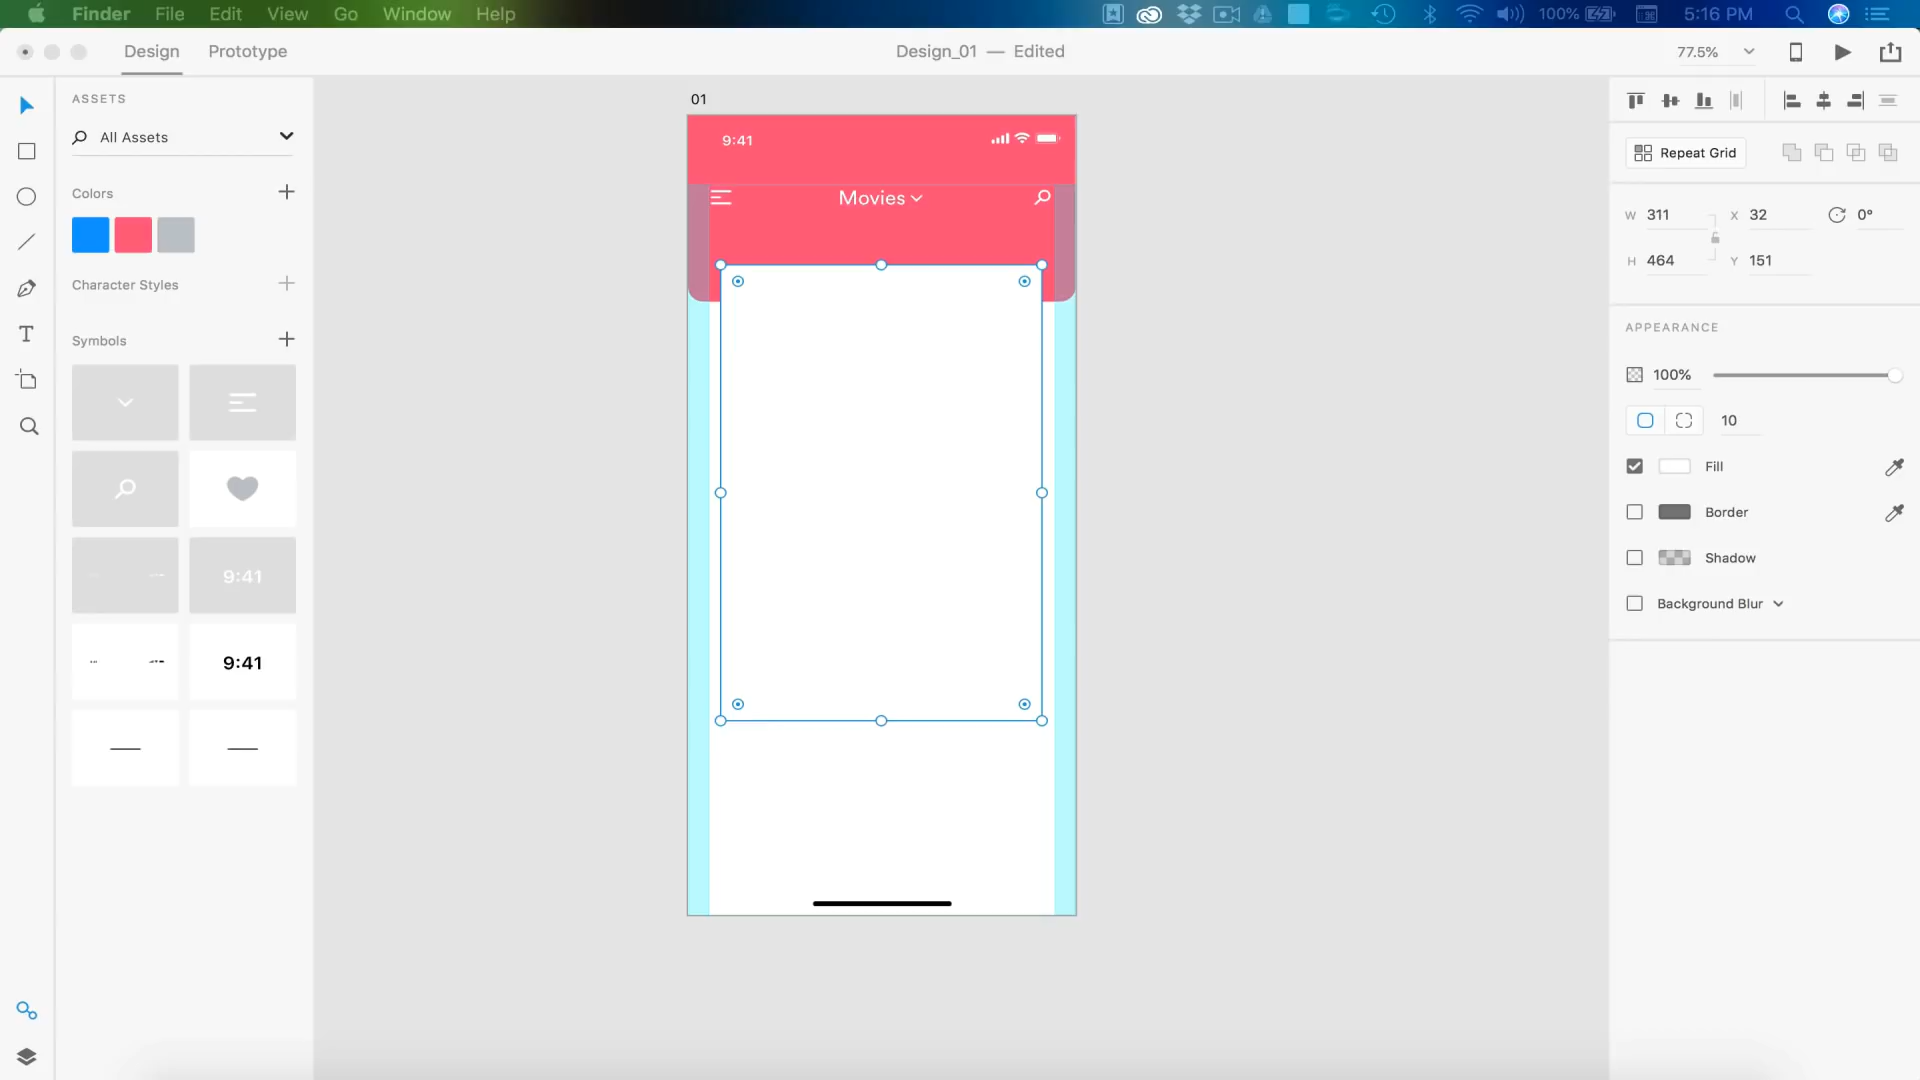 Finder File Edit View Go Window Help 100% 5:16 PM
Design Prototype Design_01 — Edited 77.5%
ASSETS
All Assets
Colors
Character Styles
Symbols
9:41
9:41
01
9:41
Movies
Repeat Grid
W 311 X 32 0°
H 464 Y 151
APPEARANCE
100%
10
Fill
Border
Shadow
Background Blur